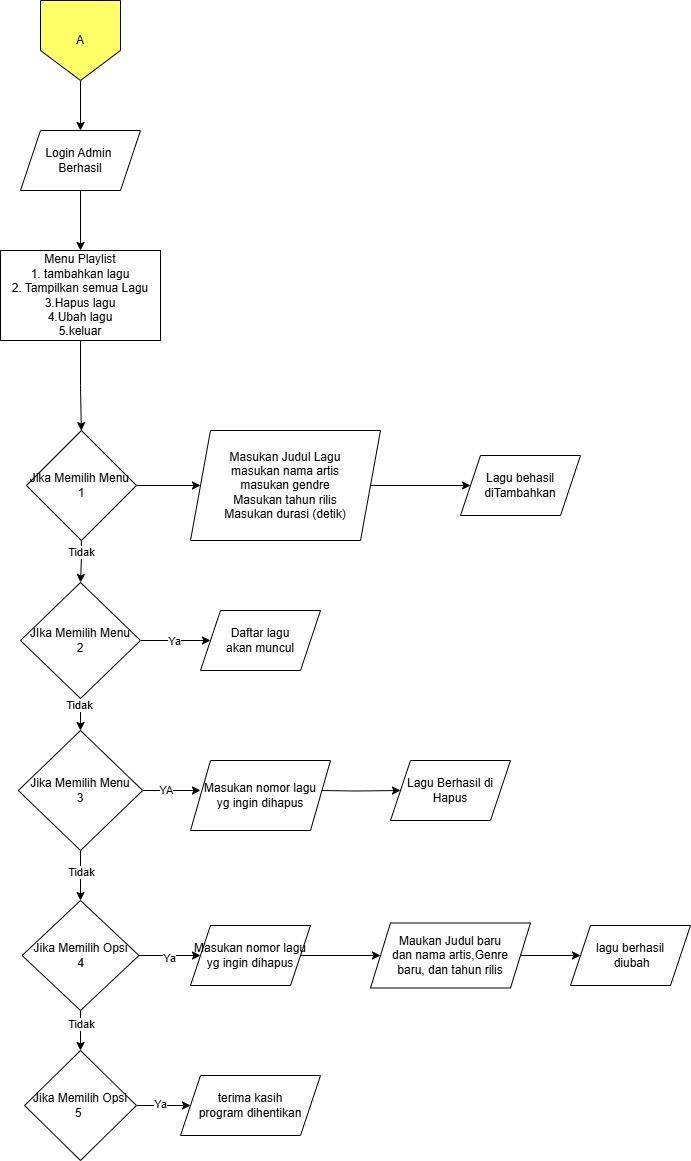 A
Login Admin
Berhasil
Menu Playlist
1. tambahkan lagu
2. Tampilkan semua Lagu
3.Hapus lagu
4.Ubah lagu
5.keluar
Jika Memilih Menu
1
Masukan Judul Lagu
masukan nama artis
masukan gendre
Masukan tahun rilis
Masukan durasi (detik)
Lagu behasil
diTambahkan
Tidak
JIka Memilih Menu
2
Ya
Daftar lagu
akan muncul
Tidak
Jika Memilih Menu
3
YA
Masukan nomor lagu
yg ingin dihapus
Lagu Berhasil di
Hapus
Tidak
Jika Memilih Opsi
4
Ya
Masukan nomor lagu
yg ingin dihapus
Maukan Judul baru
dan nama artis,Genre
baru, dan tahun rilis
lagu berhasil
diubah
Tidak
Jika Memilih Opsi
5
Ya
terima kasih
program dihentikan